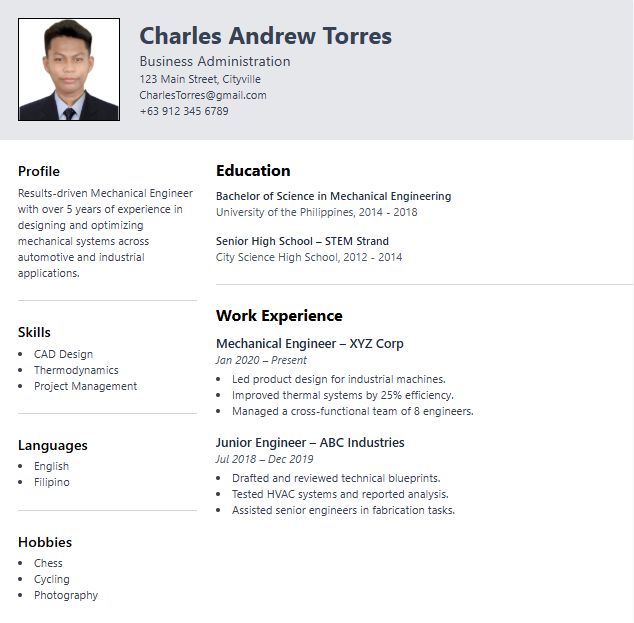 Charles Andrew Torres
Business Administration
123 Main Street, Cityville
CharlesTorres@gmail.com
+63 912 345 6789
Profile
Results-driven Mechanical Engineer
with over 5 years of experience in
designing and optimizing
mechanical systems across
automotive and industrial
applications.
Skills
• CAD Design
• Thermodynamics
• Project Management
Languages
• English
• Filipino
Hobbies
• Chess
• Cycling
• Photography
Education
Bachelor of Science in Mechanical Engineering
University of the Philippines, 2014 - 2018
Senior High School – STEM Strand
City Science High School, 2012 - 2014
Work Experience
Mechanical Engineer – XYZ Corp
Jan 2020 – Present
• Led product design for industrial machines.
• Improved thermal systems by 25% efficiency.
• Managed a cross-functional team of 8 engineers.
Junior Engineer – ABC Industries
Jul 2018 – Dec 2019
• Drafted and reviewed technical blueprints.
• Tested HVAC systems and reported analysis.
• Assisted senior engineers in fabrication tasks.